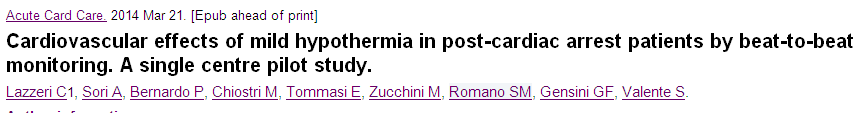 Acute Card Care. 2014 Mar 21. [Epub ahead of print]
Cardiovascular effects of mild hypothermia in post-cardiac arrest patients by beat-to-beat
monitoring. A single centre pilot study.
Lazzeri C1, Sori A, Bernardo P, Chiostri M, Tommasi E, Zucchini M, Romano SM, Gensini GF, Valente S.